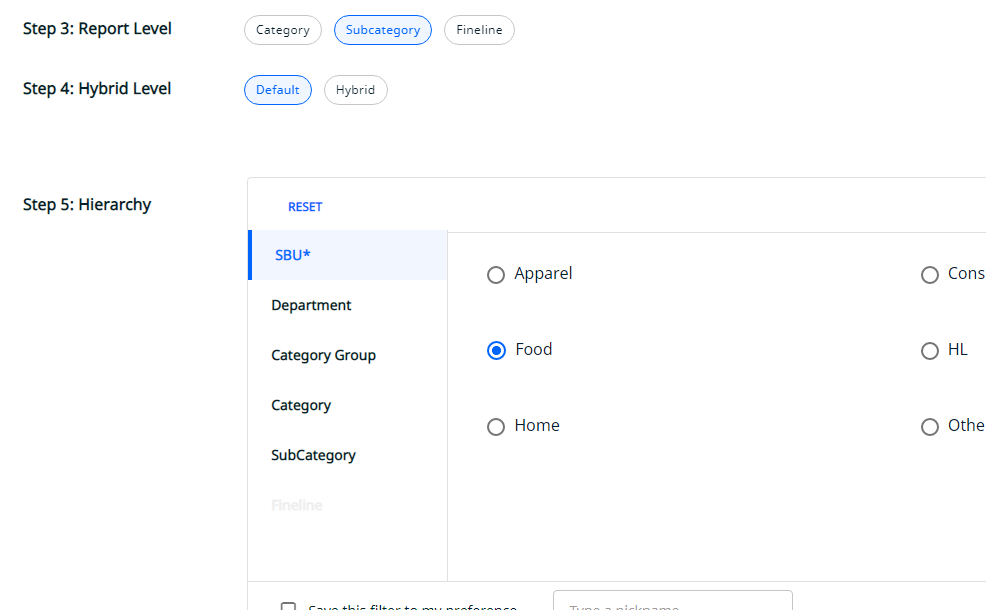 Step 3: Report Level
Category
Subcategory
Fineline
Step 4: Hybrid Level
Default
Hybrid
Step 5: Hierarchy
RESET
SBU*
Department
Category Group
Category
SubCategory
Fineline
Apparel
Cons
Food
HL
Home
Othe
Save this filter to my preference
Type a nickname